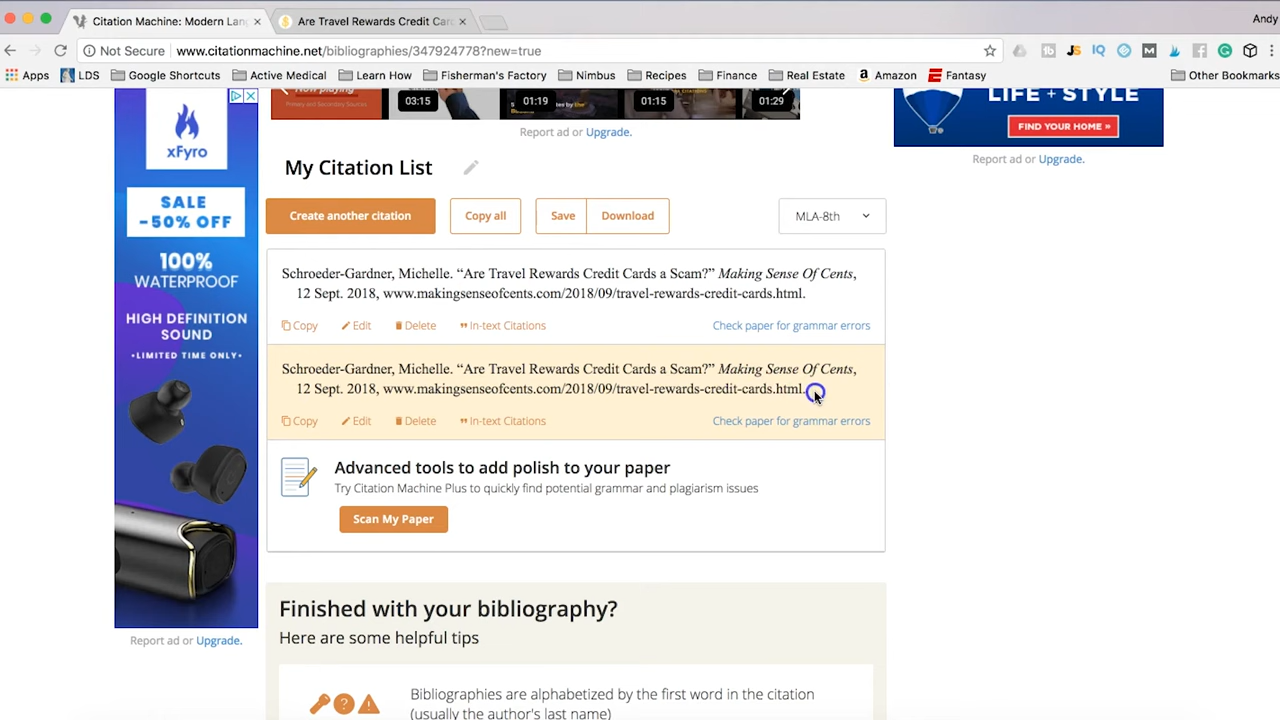 Citation Machine: Modern Lan
Are Travel Rewards Credit Car
Andy
Not Secure
www.citationmachine.net/bibliographies/347924778?new=true
Apps
LDS
Google Shortcuts
Active Medical
Learn How
Fisherman's Factory
Nimbus
Recipes
Finance
Real Estate
Amazon
Fantasy
Other Bookmarks
Now playing
Primary and Secondary Sources
03:15
01:19
01:15
01:29
Report ad or Upgrade.
LIFE + STYLE
FIND YOUR HOME »
Report ad or Upgrade.
xFyro
SALE
-50% OFF
100%
WATERPROOF
HIGH DEFINITION
SOUND
•LIMITED TIME ONLY•
Report ad or Upgrade.
My Citation List
Create another citation
Copy all
Save
Download
MLA-8th
Schroeder-Gardner, Michelle. “Are Travel Rewards Credit Cards a Scam?” Making Sense Of Cents,
12 Sept. 2018, www.makingsenseofcents.com/2018/09/travel-rewards-credit-cards.html.
Copy
Edit
Delete
In-text Citations
Check paper for grammar errors
Schroeder-Gardner, Michelle. “Are Travel Rewards Credit Cards a Scam?” Making Sense Of Cents,
12 Sept. 2018, www.makingsenseofcents.com/2018/09/travel-rewards-credit-cards.html.
Copy
Edit
Delete
In-text Citations
Check paper for grammar errors
Advanced tools to add polish to your paper
Try Citation Machine Plus to quickly find potential grammar and plagiarism issues
Scan My Paper
Finished with your bibliography?
Here are some helpful tips
Bibliographies are alphabetized by the first word in the citation
(usually the author's last name)